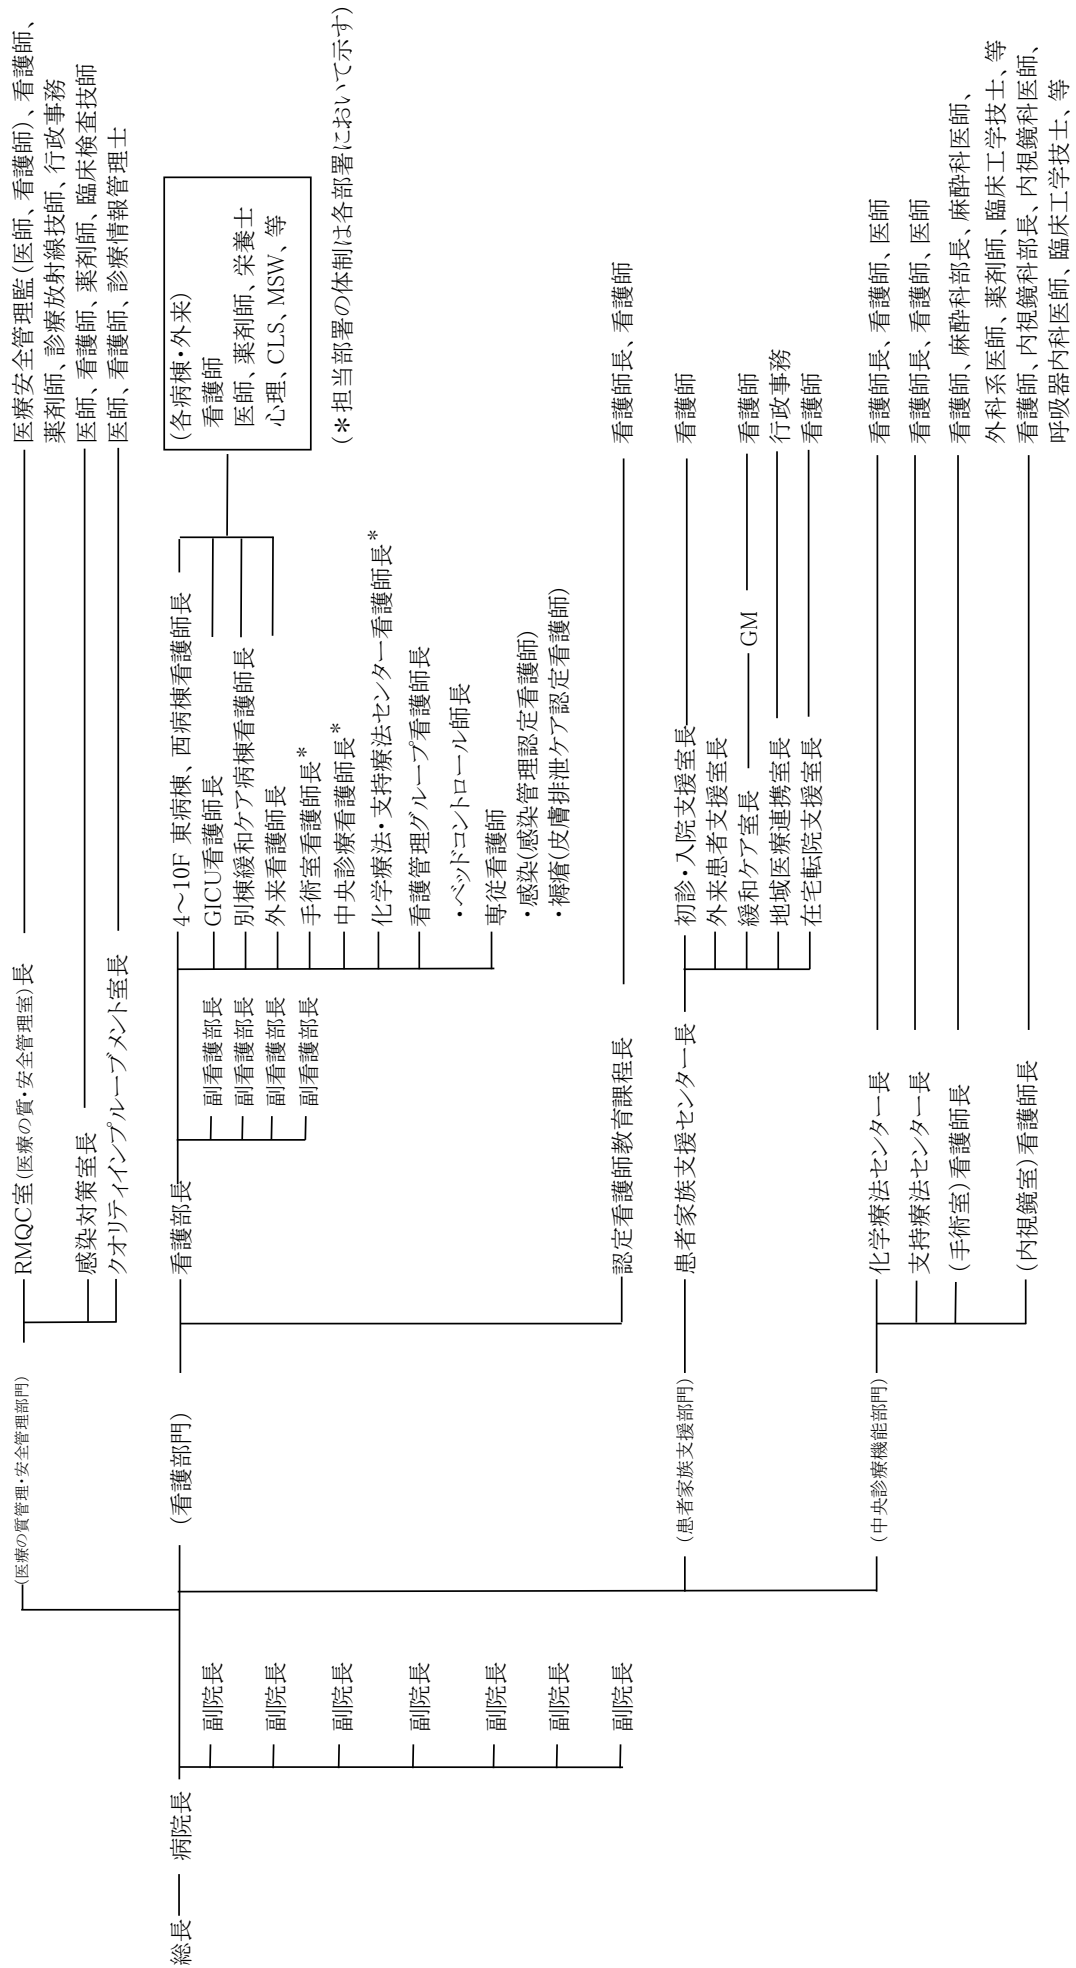 総長
病院長
副院長
副院長
副院長
副院長
副院長
副院長
副院長
(医療の質管理・安全管理部門)
RMQC室(医療の質・安全管理室)長
医療安全管理監(医師、看護師)、看護師、
薬剤師、診療放射線技師、行政事務
感染対策室長
医師、看護師、薬剤師、臨床検査技師
クオリティインプルーブメント室長
医師、看護師、診療情報管理士
(看護部門)
看護部長
副看護部長
副看護部長
副看護部長
副看護部長
4～10F 東病棟、西病棟看護師長
GICU看護師長
別棟緩和ケア病棟看護師長
外来看護師長
手術室看護師長*
中央診療看護師長*
化学療法・支持療法センター看護師長*
看護管理グループ看護師長
・ベッドコントロール師長
専従看護師
・感染(感染管理認定看護師)
・褥瘡(皮膚排泄ケア認定看護師)
(各病棟・外来)
看護師
医師、薬剤師、栄養士
心理、CLS、MSW、等
(*担当部署の体制は各部署において示す)
認定看護師教育課程長
看護師長、看護師
(患者家族支援部門)
患者家族支援センター長
初診・入院支援室長
看護師
外来患者支援室長
緩和ケア室長
GM
看護師
地域医療連携室長
行政事務
在宅転院支援室長
看護師
(中央診療機能部門)
化学療法センター長
看護師長、看護師、医師
支持療法センター長
看護師長、看護師、医師
(手術室)看護師長
看護師、麻酔科部長、麻酔科医師、
外科系医師、薬剤師、臨床工学技士、等
(内視鏡室)看護師長
看護師、内視鏡科部長、内視鏡科医師、
呼吸器内科医師、臨床工学技士、等